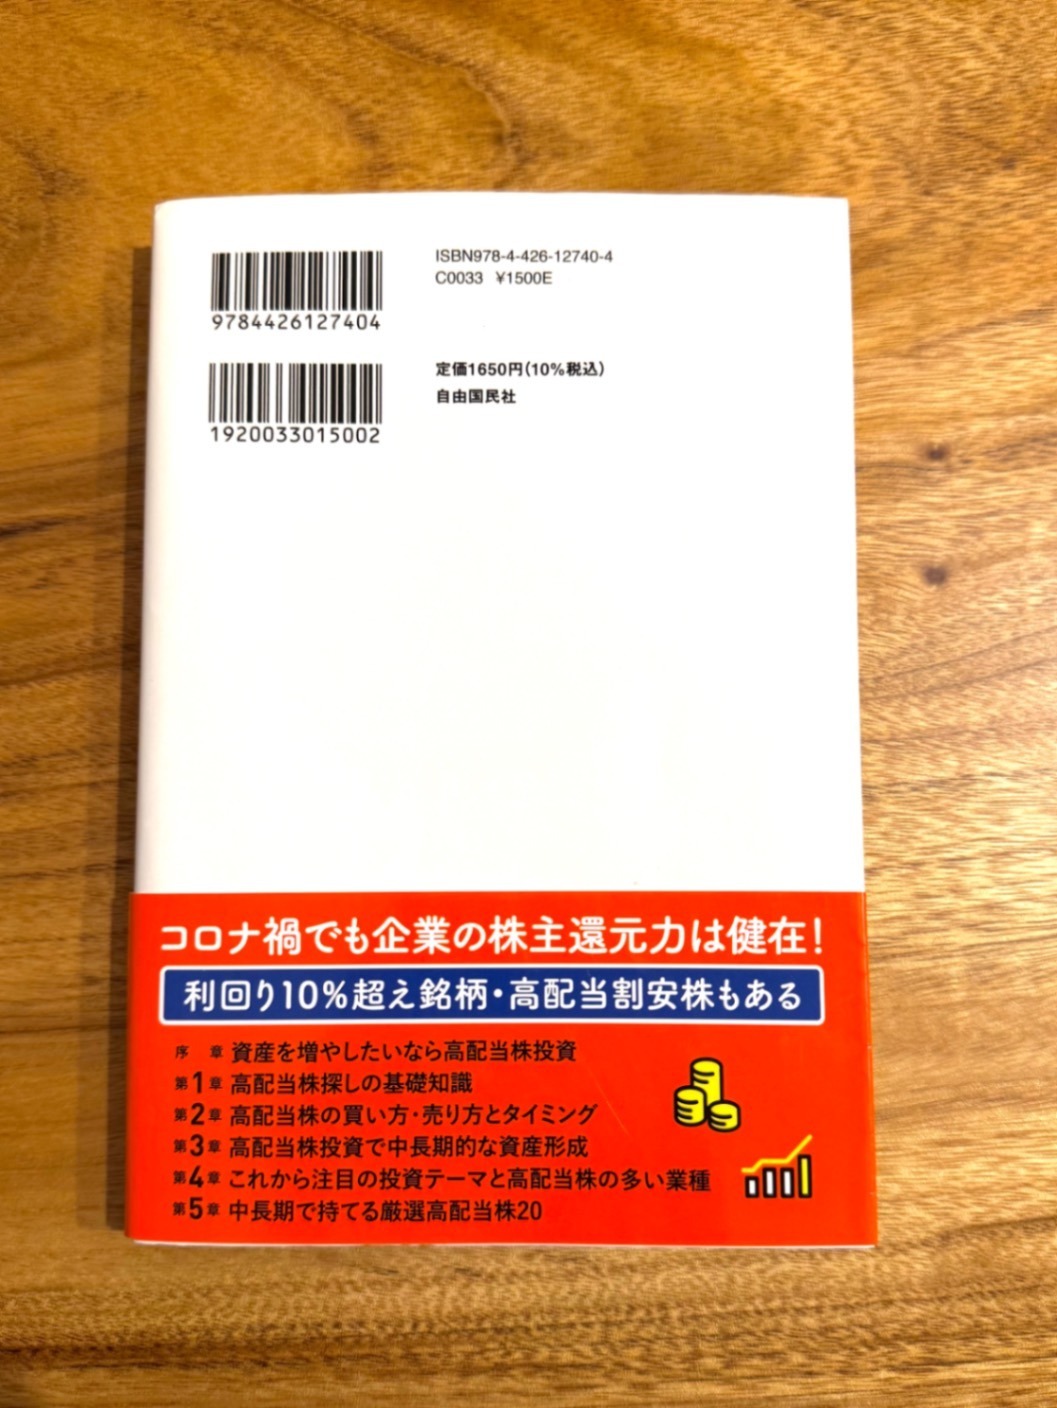 9784426127404
1920033015002
ISBN978-4-426-12740-4
C0033 ¥1500E
定価1650円(10%税込)
自由国民社
コロナ禍でも企業の株主還元力は健在!
利回り10%超え銘柄・高配当割安株もある
序 章 資産を増やしたいなら高配当株投資
第1章 高配当株探しの基礎知識
第2章 高配当株の買い方・売り方とタイミング
第3章 高配当株投資で中長期的な資産形成
第4章 これから注目の投資テーマと高配当株の多い業種
第5章 中長期で持てる厳選高配当株20